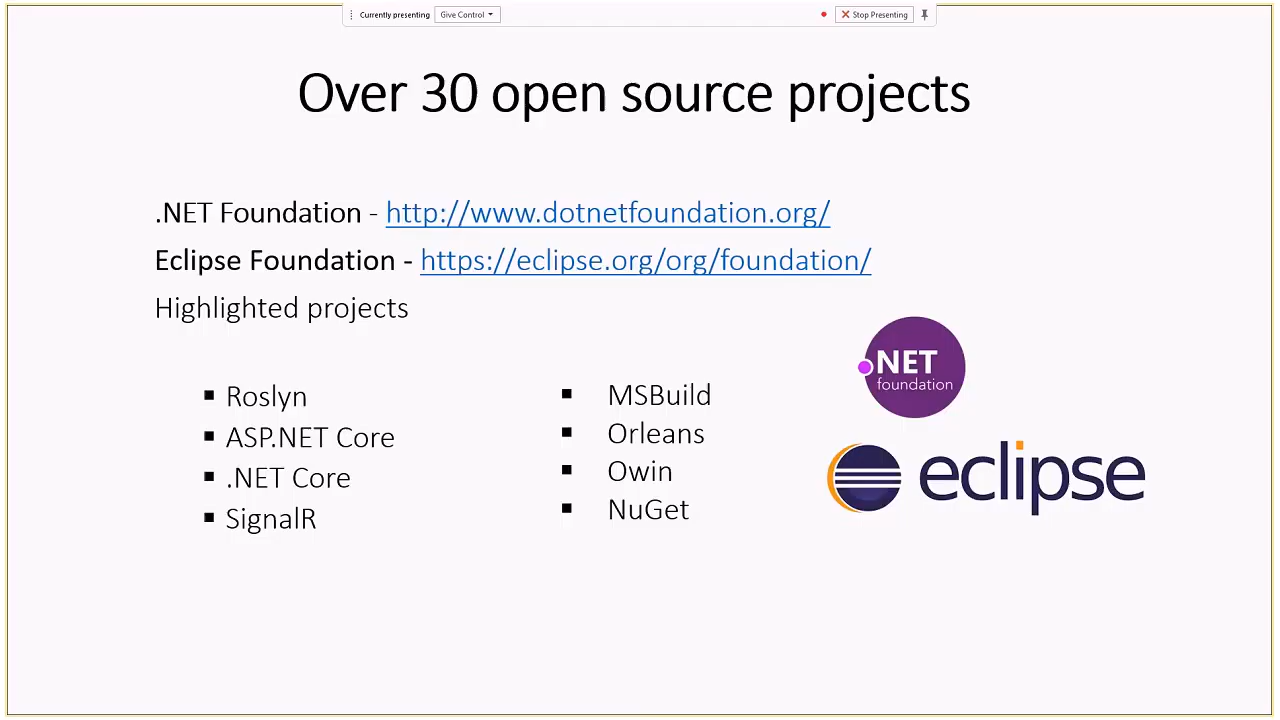 Currently presenting Give Control Stop Presenting
Over 30 open source projects
.NET Foundation - http://www.dotnetfoundation.org/
Eclipse Foundation - https://eclipse.org/org/foundation/
Highlighted projects
Roslyn
ASP.NET Core
.NET Core
SignalR
MSBuild
Orleans
Owin
NuGet
.NET
foundation
eclipse